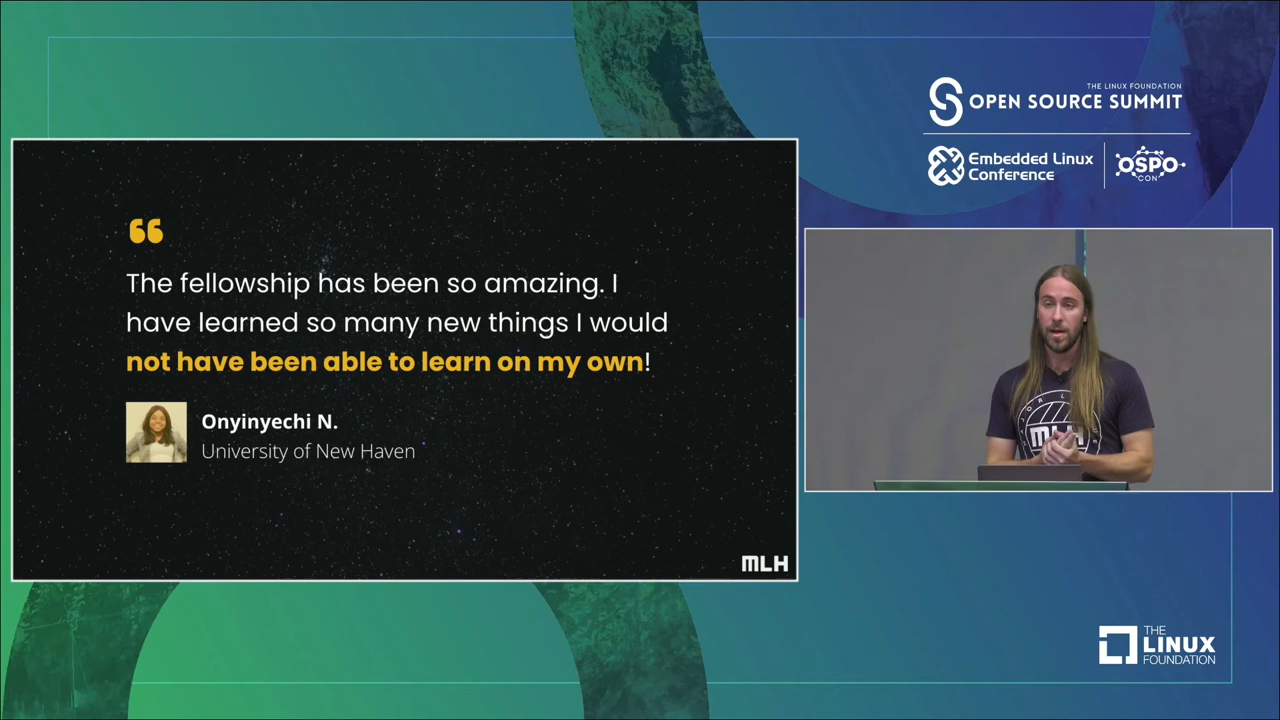 THE LINUX FOUNDATION
OPEN SOURCE SUMMIT
Embedded Linux
Conference
OSPO
CON
“
The fellowship has been so amazing. I
have learned so many new things I would
not have been able to learn on my own!
Onyinyechi N.
University of New Haven
MLH
MLH
THE
LINUX
FOUNDATION